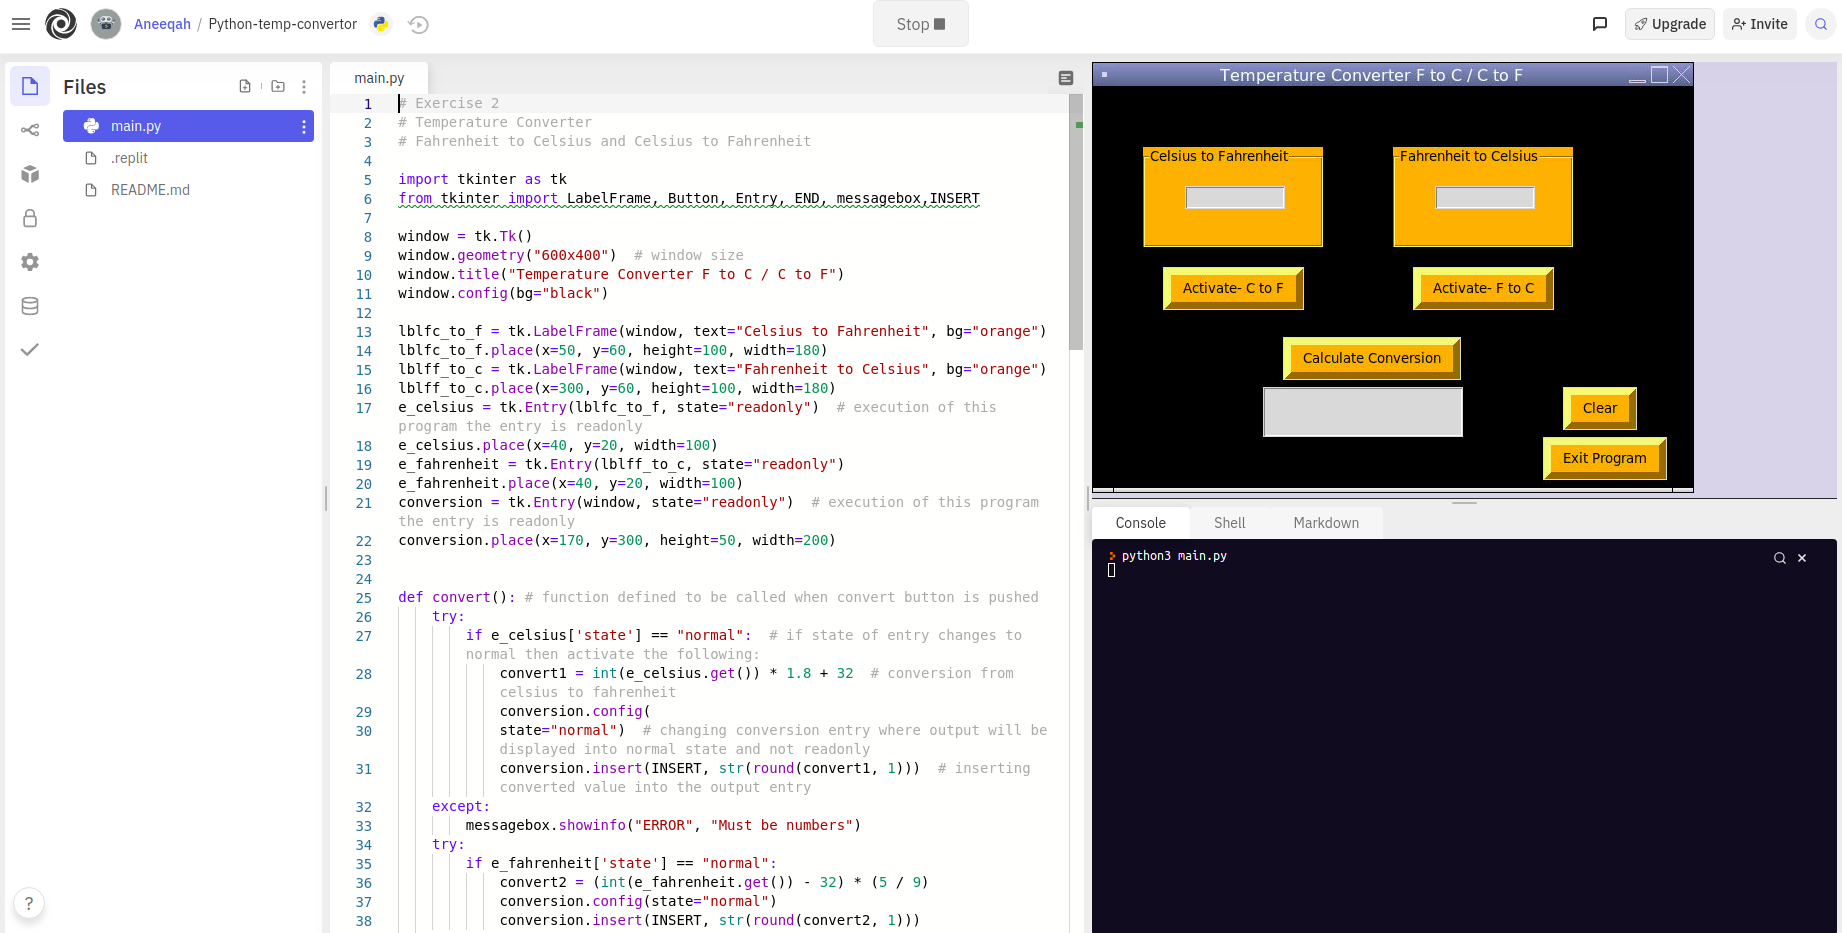 Aneeqah / Python-temp-convertor
Stop
Upgrade
Invite
Files
main.py
.replit
README.md
?
main.py
1 # Exercise 2
2 # Temperature Converter
3 # Fahrenheit to Celsius and Celsius to Fahrenheit
4
5 import tkinter as tk
6 from tkinter import LabelFrame, Button, Entry, END, messagebox,INSERT
7
8 window = tk.Tk()
9 window.geometry("600x400")  # window size
10 window.title("Temperature Converter F to C / C to F")
11 window.config(bg="black")
12
13 lblfc_to_f = tk.LabelFrame(window, text="Celsius to Fahrenheit", bg="orange")
14 lblfc_to_f.place(x=50, y=60, height=100, width=180)
15 lblff_to_c = tk.LabelFrame(window, text="Fahrenheit to Celsius", bg="orange")
16 lblff_to_c.place(x=300, y=60, height=100, width=180)
17 e_celsius = tk.Entry(lblfc_to_f, state="readonly")  # execution of this
program the entry is readonly
18 e_celsius.place(x=40, y=20, width=100)
19 e_fahrenheit = tk.Entry(lblff_to_c, state="readonly")
20 e_fahrenheit.place(x=40, y=20, width=100)
21 conversion = tk.Entry(window, state="readonly")  # execution of this program
the entry is readonly
22 conversion.place(x=170, y=300, height=50, width=200)
23
24
25 def convert(): # function defined to be called when convert button is pushed
26 try:
27 if e_celsius['state'] == "normal":  # if state of entry changes to
normal then activate the following:
28 convert1 = int(e_celsius.get()) * 1.8 + 32  # conversion from
celsius to fahrenheit
29 conversion.config(
30 state="normal")  # changing conversion entry where output will be
displayed into normal state and not readonly
31 conversion.insert(INSERT, str(round(convert1, 1)))  # inserting
converted value into the output entry
32 except:
33 messagebox.showinfo("ERROR", "Must be numbers")
34 try:
35 if e_fahrenheit['state'] == "normal":
36 convert2 = (int(e_fahrenheit.get()) - 32) * (5 / 9)
37 conversion.config(state="normal")
38 conversion.insert(INSERT, str(round(convert2, 1)))
Temperature Converter F to C / C to F
Celsius to Fahrenheit
Fahrenheit to Celsius
Activate- C to F
Activate- F to C
Calculate Conversion
Clear
Exit Program
Console
Shell
Markdown
python3 main.py